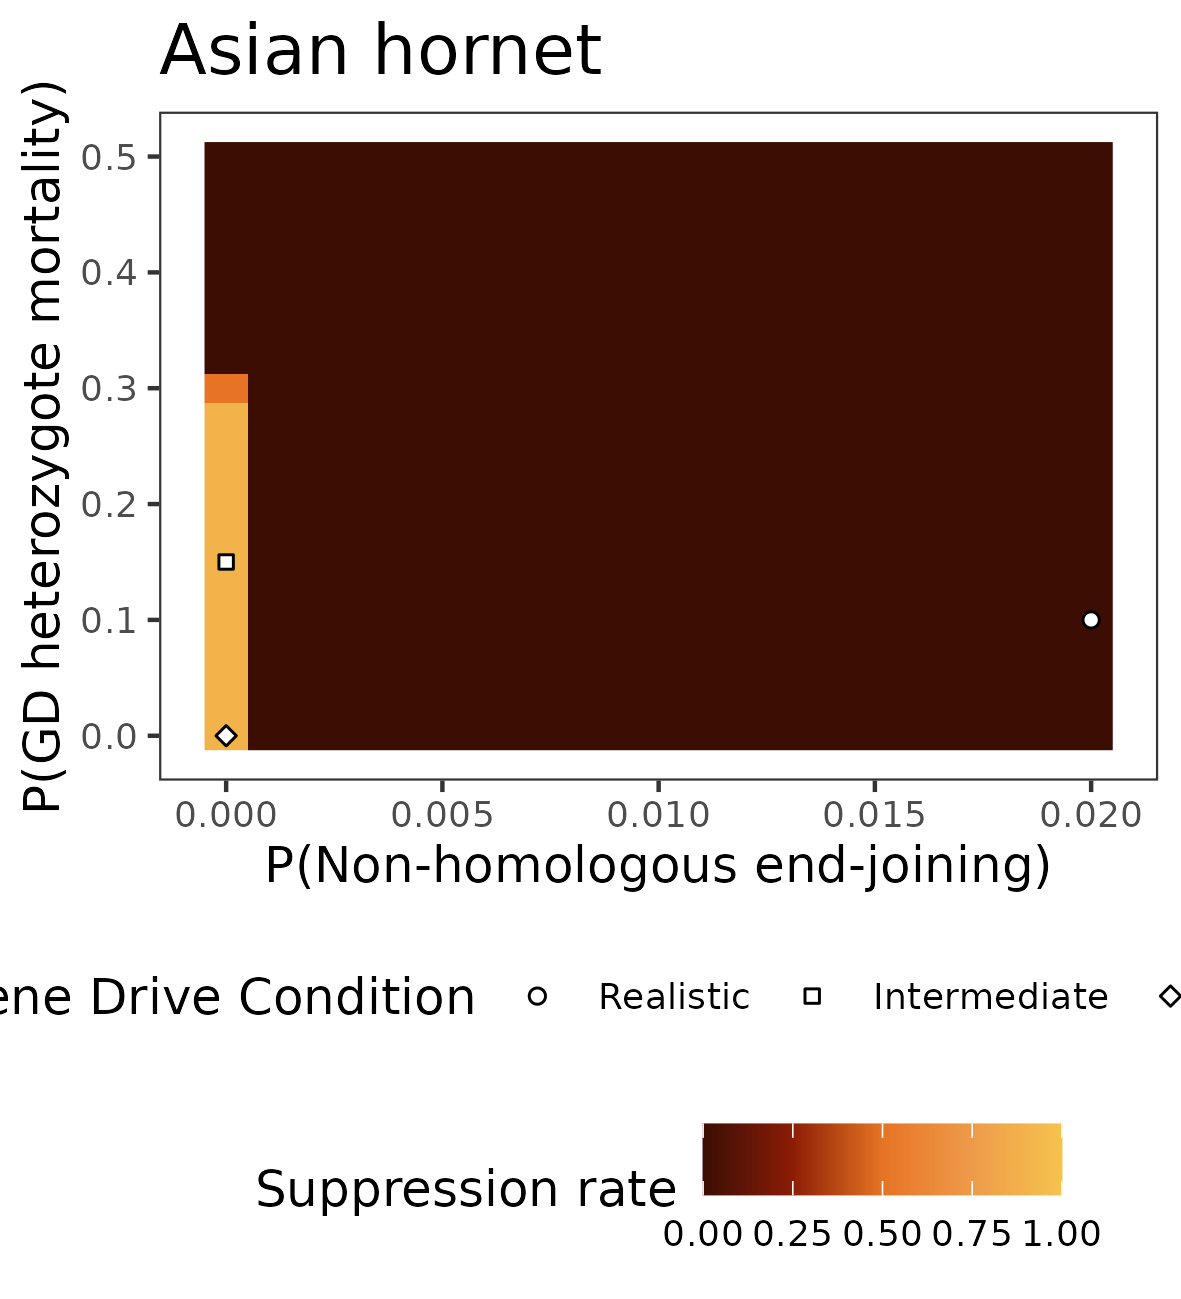 Asian hornet
P(GD heterozygote mortality)
0.5
0.4
0.3
0.2
0.1
0.0
0.000 0.005 0.010 0.015 0.020
P(Non-homologous end-joining)
ene Drive Condition Realistic Intermediate
Suppression rate
0.00 0.25 0.50 0.75 1.00